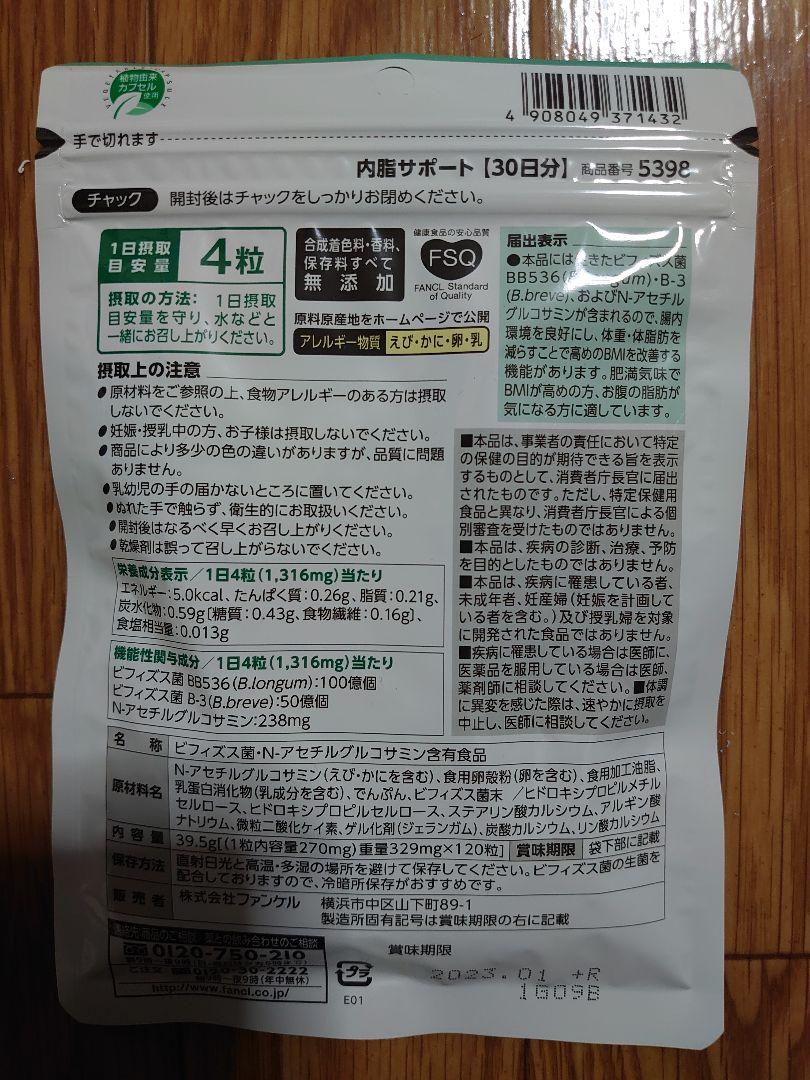 VEGETABLE CAPSULE
植物由来
カプセル
使用
4 908049 371432
手で切れます
内脂サポート【30日分】 商品番号 5398
チャック 開封後はチャックをしっかりお閉めください。
1日摂取
目安量
4粒
摂取の方法: 1日摂取
目安量を守り、水などと
一緒にお召し上がりください。
合成着色料・香料、
保存料すべて
無添加
健康食品の安心品質
FSQ
FANCL Standard
of Quality
原料原産地をホームページで公開
アレルギー物質 えび・かに・卵・乳
届出表示
●本品には きたビフィズス菌
BB536( ongum)・B-3
(B.breve)、およびN-アセチル
グルコサミンが含まれるので、腸内
環境を良好にし、体重・体脂肪を
減らすことで高めのBMIを改善する
機能があります。肥満気味で
BMIが高めの方、お腹の脂肪が
気になる方に適しています。
摂取上の注意
●原材料をご参照の上、食物アレルギーのある方は摂取
しないでください。
●妊娠・授乳中の方、お子様は摂取しないでください。
●商品により多少の色の違いがありますが、品質に問題
ありません。
●乳幼児の手の届かないところに置いてください。
●ぬれた手で触らず、衛生的にお取扱いください。
●開封後はなるべく早くお召し上がりください。
●乾燥剤は誤って召し上がらないでください。
■本品は、事業者の責任において特定
の保健の目的が期待できる旨を表示
するものとして、消費者庁長官に届出
されたものです。ただし、特定保健用
食品と異なり、消費者庁長官による個
別審査を受けたものではありません。
■本品は、疾病の診断、治療、予防
を目的としたものではありません。
■本品は、疾病に罹患している者、
未成年者、妊産婦(妊娠を計画して
いる者を含む。)及び授乳婦を対象
に開発された食品ではありません。
■疾病に罹患している場合は医師に、
医薬品を服用している場合は医師、
薬剤師に相談してください。■体調
に異変を感じた際は、速やかに摂取を
中止し、医師に相談してください。
栄養成分表示/1日4粒(1,316mg)当たり
エネルギー:5.0kcal、たんぱく質:0.26g、脂質:0.21g、
炭水化物:0.59g[糖質:0.43g、食物繊維:0.16g]、
食塩相当量:0.013g
機能性関与成分/1日4粒(1,316mg)当たり
ビフィズス菌 BB536(B.longum):100億個
ビフィズス菌 B-3(B.breve):50億個
N-アセチルグルコサミン:238mg
名 称 ビフィズス菌・N-アセチルグルコサミン含有食品
原材料名 N-アセチルグルコサミン(えび・かにを含む)、食用卵殻粉(卵を含む)、食用加工油脂、
乳蛋白消化物(乳成分を含む)、でんぷん、ビフィズス菌末 /ヒドロキシプロピルメチル
セルロース、ヒドロキシプロピルセルロース、ステアリン酸カルシウム、アルギン酸
ナトリウム、微粒二酸化ケイ素、ゲル化剤(ジェランガム)、炭酸カルシウム、リン酸カルシウム
内容量 39.5g[(1粒内容量270mg)重量329mg×120粒] 賞味期限 袋下部に記載
保存方法 直射日光と高温・多湿の場所を避けて保存してください。ビフィズス菌の生菌を
配合しておりますので、冷暗所保存がおすすめです。
販売者 株式会社ファンケル 横浜市中区山下町89-1
製造所固有記号は賞味期限の右に記載
連絡先 商品のご相談・薬との飲み合わせのご相談
0120-750-210
ご注文 0120-30-2222
朝9時~夜9時(年中無休)
http://www.fancl.co.jp/
プラ
E01
賞味期限
2023.01 +R
1G09B